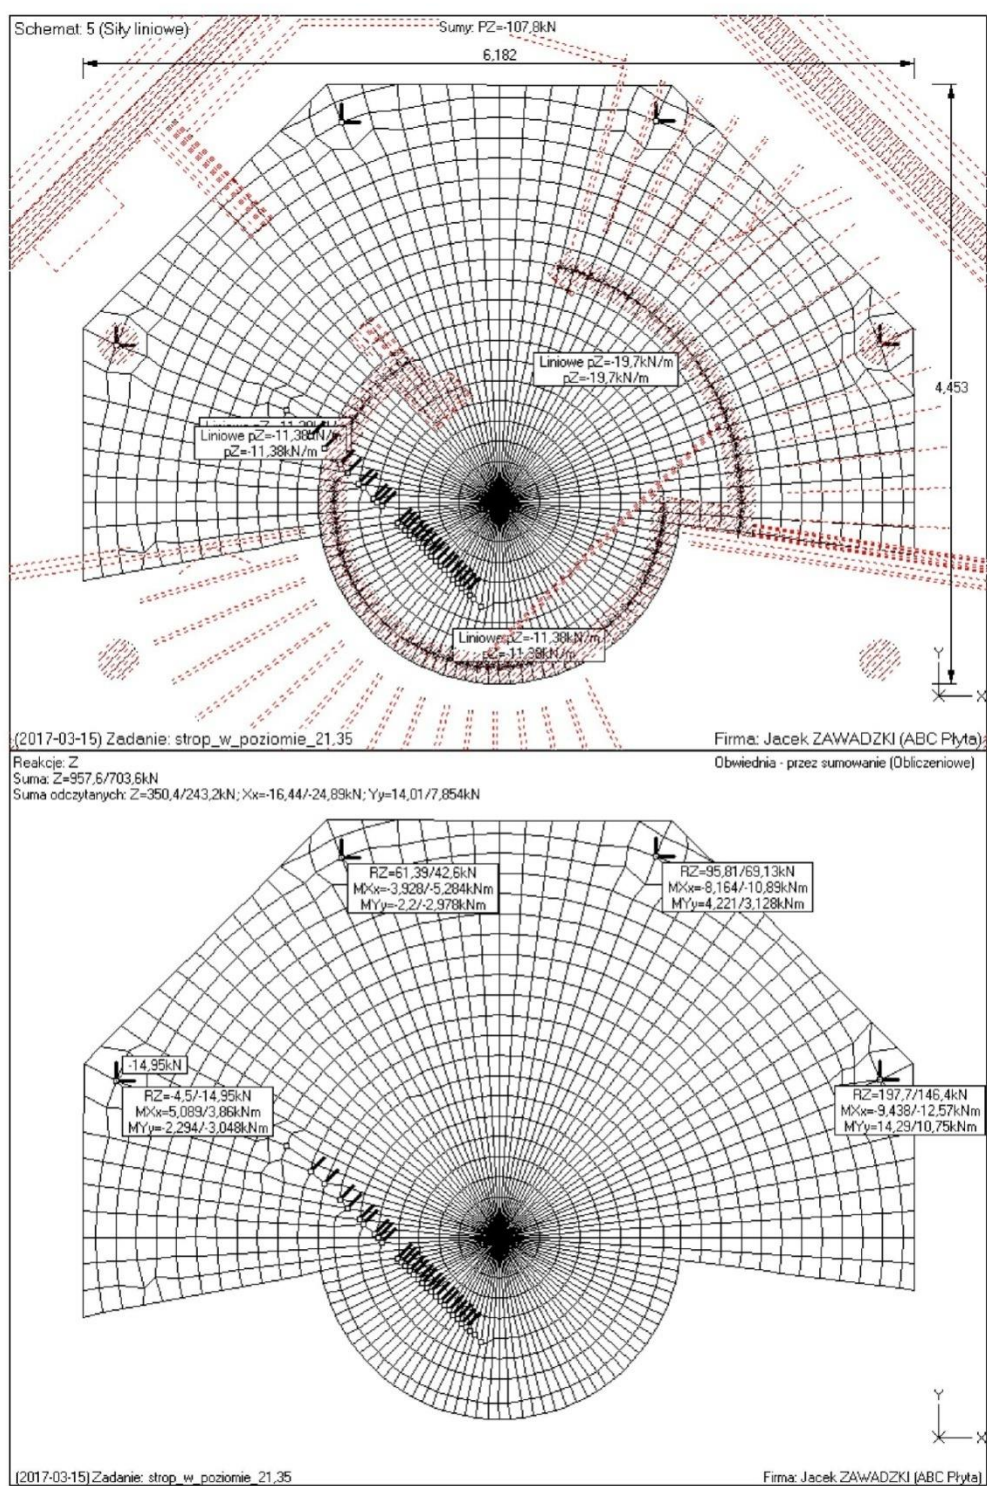 Schemat: 5 (Siły liniowe)
Sumy: PZ=-107,8kN
6,182
Liniowe pZ=-19,7kN/m
pZ=-19,7kN/m
4,453
Liniowe pZ=-11,38kN/m
pZ=-11,38kN/m
Liniowe pZ=-11,38kN/m
pZ=-11,38kN/m
Y
X
(2017-03-15) Zadanie: strop_w_poziomie_21,35
Firma: Jacek ZAWADZKI (ABC Płyta)
Reakcje: Z
Obwiednia - przez sumowanie (Obliczeniowe)
Suma: Z=957,6/703,6kN
Suma odczytanych: Z=350,4/243,2kN; Xx=-16,44/-24,89kN; Yy=14,01/7,854kN
RZ=61,39/42,6kN
MXx=-3,928/-5,284kNm
MYy=-2,2/-2,978kNm
RZ=95,81/69,13kN
MXx=-8,164/-10,89kNm
MYy=4,221/3,128kNm
-14,95kN
RZ=-4,5/-14,95kN
MXx=5,089/3,86kNm
MYy=-2,294/-3,048kNm
RZ=197,7/146,4kN
MXx=-9,438/-12,57kNm
MYy=14,29/10,75kNm
Y
X
(2017-03-15) Zadanie: strop_w_poziomie_21,35
Firma: Jacek ZAWADZKI (ABC Płyta)